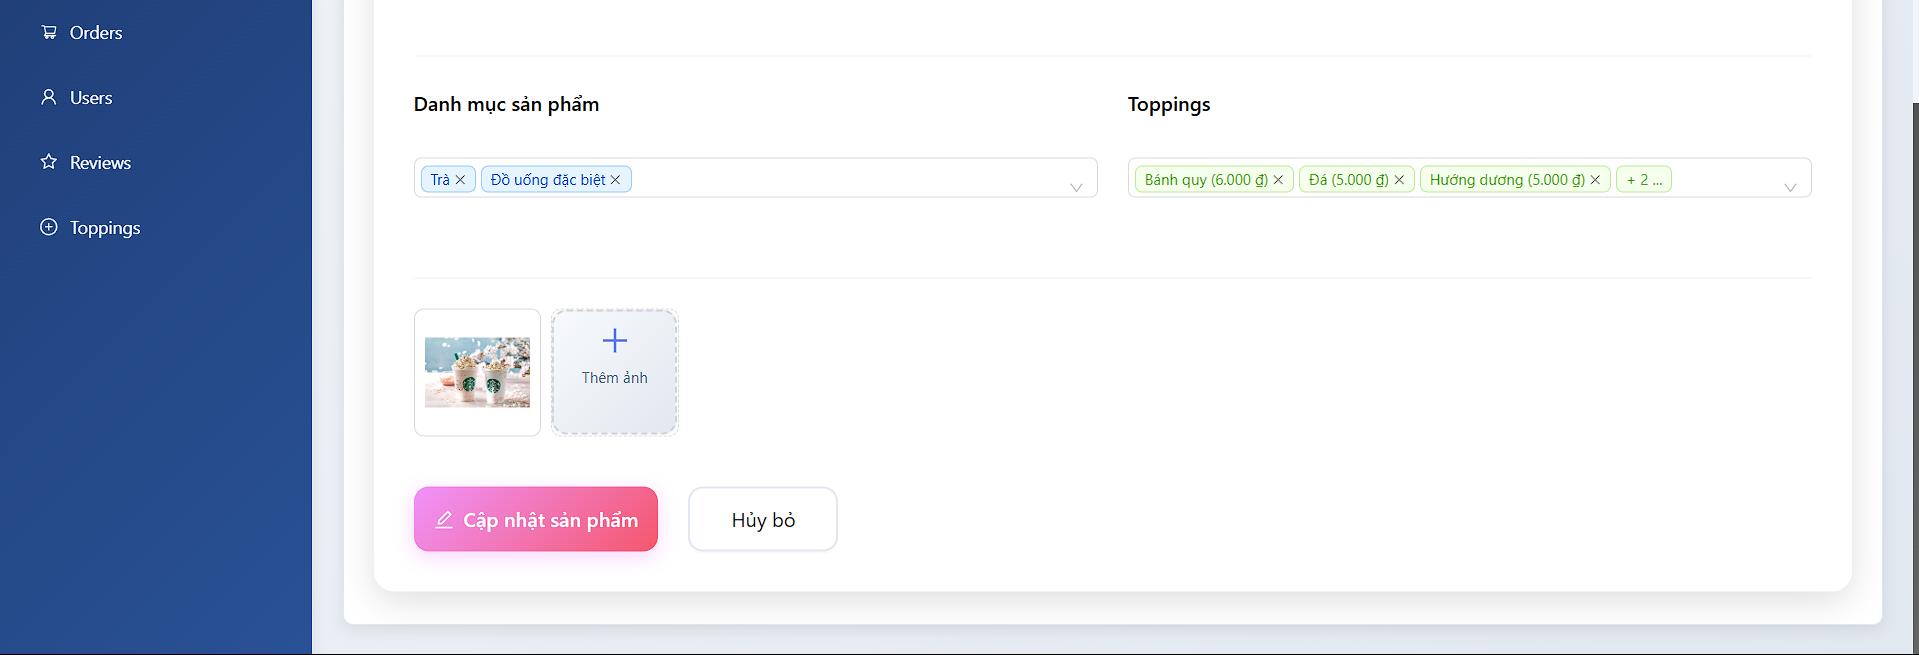 Orders
Users
Reviews
Toppings
Danh mục sản phẩm
Trà
Đồ uống đặc biệt
Toppings
Bánh quy (6.000 ₫)
Đá (5.000 ₫)
Hướng dương (5.000 ₫)
+ 2 ...
Thêm ảnh
Cập nhật sản phẩm
Hủy bỏ